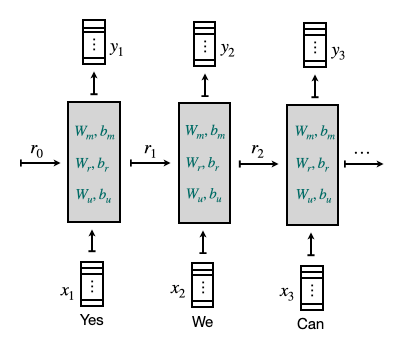 y₁ y₂ y₃
r₀ r₁ r₂ ...
Wₘ, bₘ Wₘ, bₘ Wₘ, bₘ
Wᵣ, bᵣ Wᵣ, bᵣ Wᵣ, bᵣ
Wᵤ, bᵤ Wᵤ, bᵤ Wᵤ, bᵤ
x₁ x₂ x₃
Yes We Can